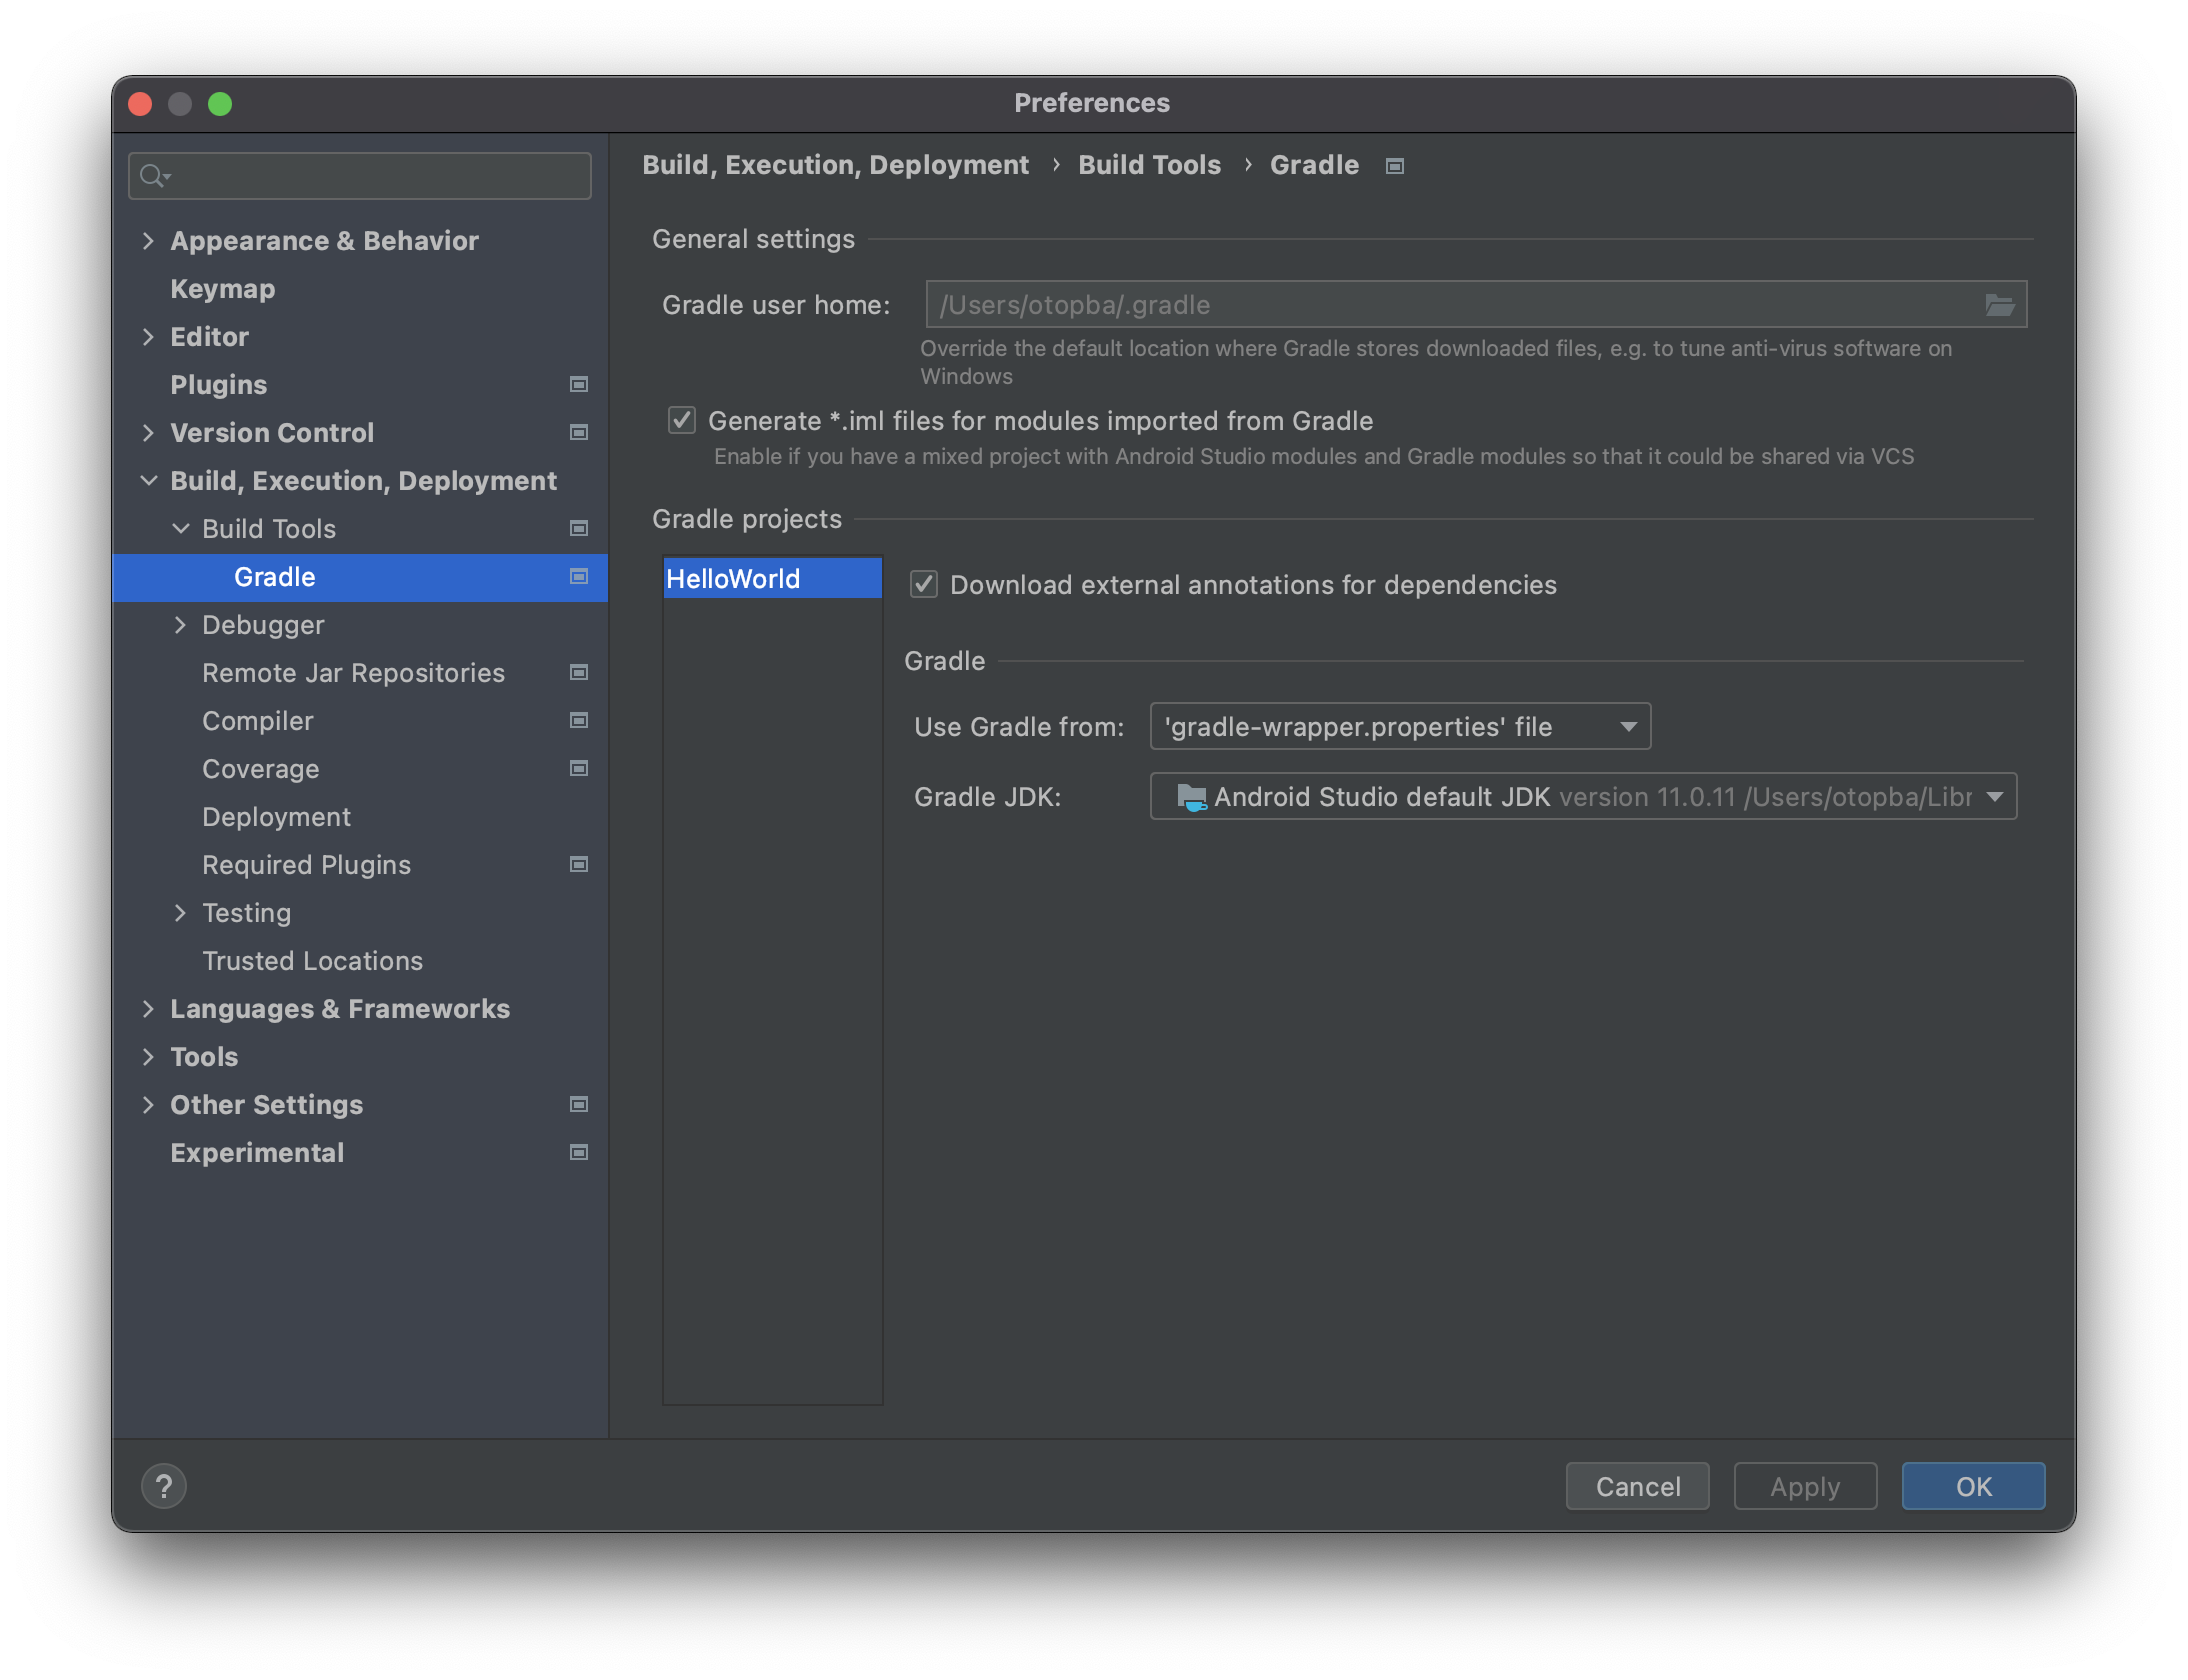 Preferences
Appearance & Behavior
Keymap
Editor
Plugins
Version Control
Build, Execution, Deployment
Build Tools
Gradle
Debugger
Remote Jar Repositories
Compiler
Coverage
Deployment
Required Plugins
Testing
Trusted Locations
Languages & Frameworks
Tools
Other Settings
Experimental
Build, Execution, Deployment › Build Tools › Gradle
General settings
Gradle user home: /Users/otopba/.gradle
Override the default location where Gradle stores downloaded files, e.g. to tune anti-virus software on
Windows
Generate *.iml files for modules imported from Gradle
Enable if you have a mixed project with Android Studio modules and Gradle modules so that it could be shared via VCS
Gradle projects
HelloWorld
Download external annotations for dependencies
Gradle
Use Gradle from: 'gradle-wrapper.properties' file
Gradle JDK: Android Studio default JDK version 11.0.11 /Users/otopba/Libr
? Cancel Apply OK